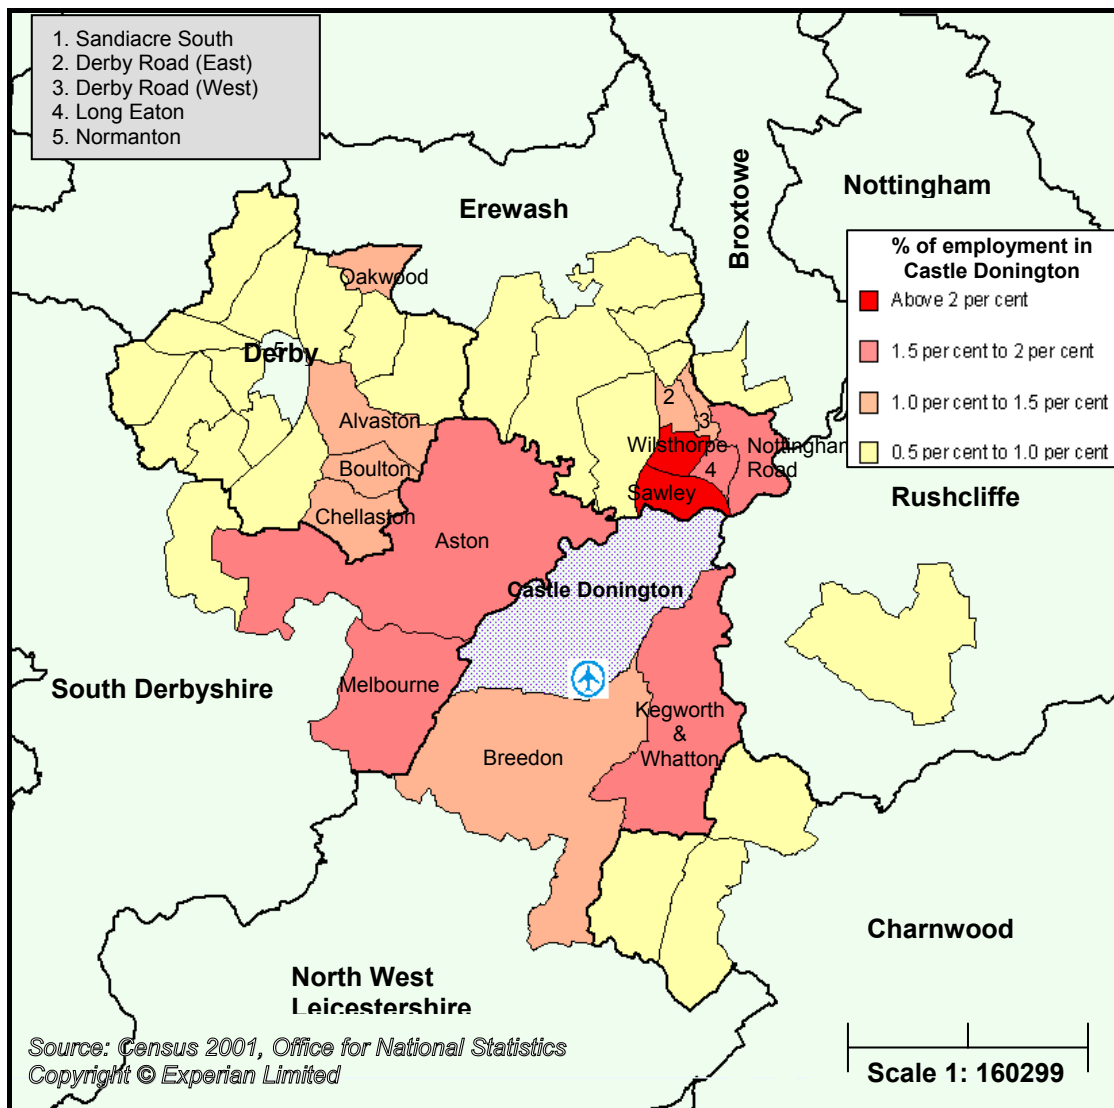 1. Sandiacre South
2. Derby Road (East)
3. Derby Road (West)
4. Long Eaton
5. Normanton
Nottingham
Broxtowe
Erewash
% of employment in
Castle Donington
Above 2 per cent
1.5 per cent to 2 per cent
1.0 per cent to 1.5 per cent
0.5 per cent to 1.0 per cent
Oakwood
5
Derby
2
3
Alvaston
Wilsthorpe
Nottingham
Road
4
Boulton
Sawley
Rushcliffe
Chellaston
Aston
Castle Donington
South Derbyshire
Melbourne
Kegworth
&
Whatton
Breedon
Charnwood
North West
Leicestershire
Source: Census 2001, Office for National Statistics
Copyright © Experian Limited
Scale 1: 160299